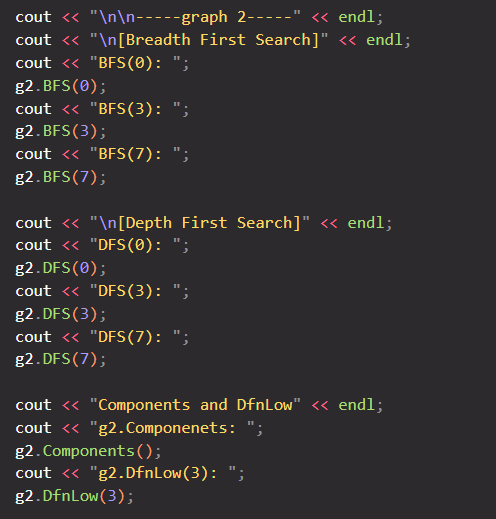 cout << "\n\n-----graph 2-----" << endl;
cout << "\n[Breadth First Search]" << endl;
cout << "BFS(0): ";
g2.BFS(0);
cout << "BFS(3): ";
g2.BFS(3);
cout << "BFS(7): ";
g2.BFS(7);

cout << "\n[Depth First Search]" << endl;
cout << "DFS(0): ";
g2.DFS(0);
cout << "DFS(3): ";
g2.DFS(3);
cout << "DFS(7): ";
g2.DFS(7);

cout << "Components and DfnLow" << endl;
cout << "g2.Componenets: ";
g2.Components();
cout << "g2.DfnLow(3): ";
g2.DfnLow(3);